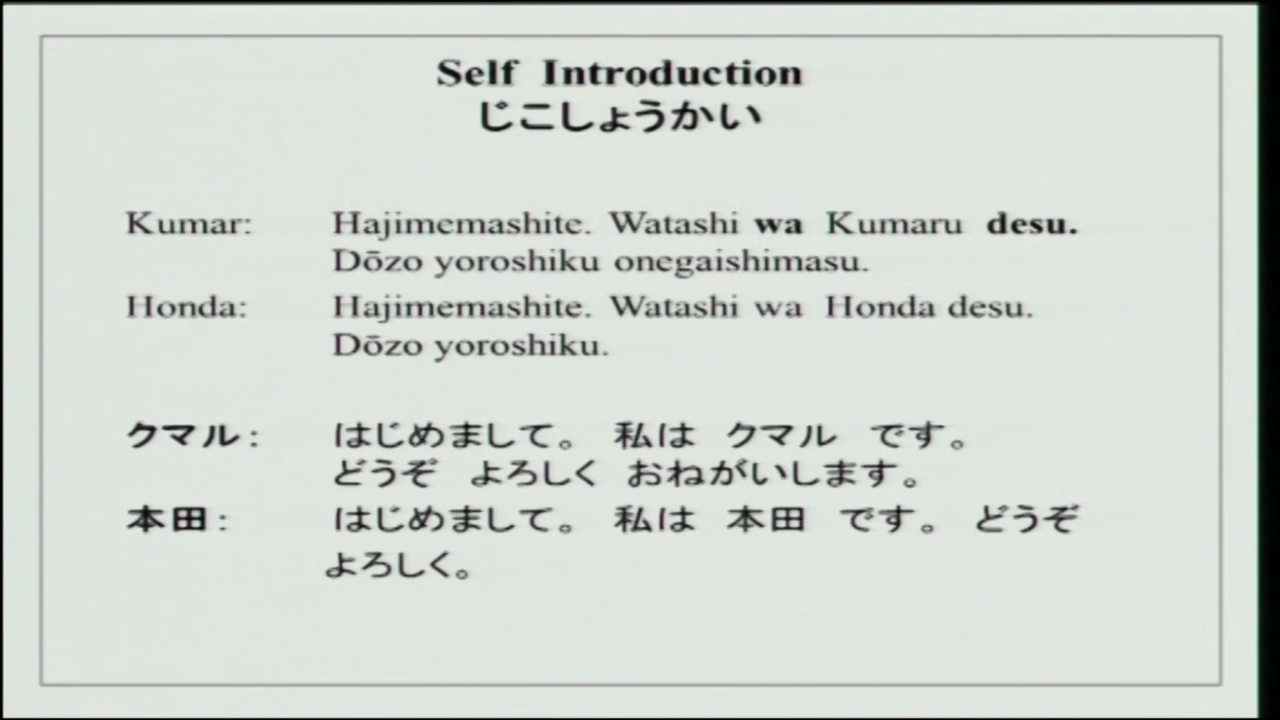 Self Introduction
じこしょうかい
Kumar: Hajimemashite. Watashi wa Kumaru desu.
Dōzo yoroshiku onegaishimasu.
Honda: Hajimemashite. Watashi wa Honda desu.
Dōzo yoroshiku.
クマル: はじめまして。 私は クマル です。
どうぞ よろしく おねがいします。
本田: はじめまして。 私は 本田 です。 どうぞ
よろしく。